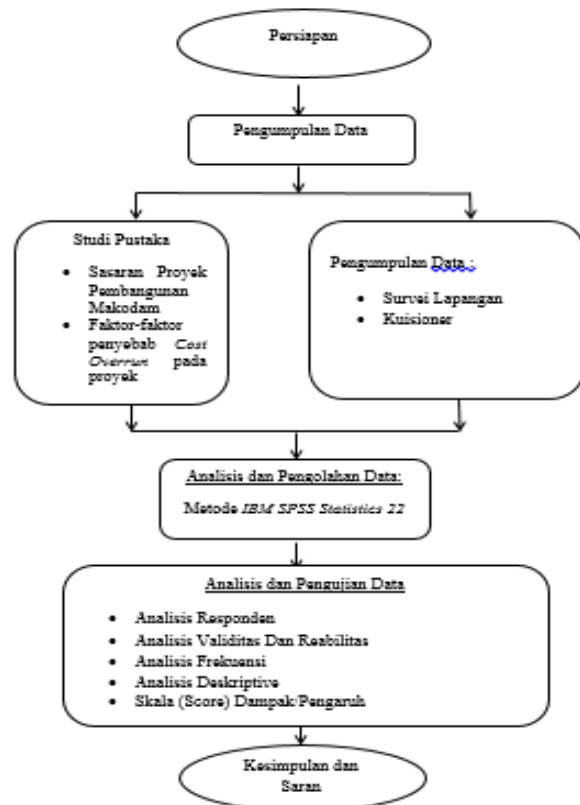 Persiapan
Pengumpulan Data
Studi Pustaka
• Sasaran Proyek
Pembangunan
Makodam
• Faktor-faktor
penyebab Cost
Overrun pada
proyek
Pengumpulan Data :
• Survei Lapangan
• Kuisioner
Analisis dan Pengolahan Data:
Metode IBM SPSS Statistics 22
Analisis dan Pengujian Data
• Analisis Responden
• Analisis Validitas Dan Reabilitas
• Analisis Frekuensi
• Analisis Deskriptive
• Skala (Score) Dampak/Pengaruh
Kesimpulan dan
Saran